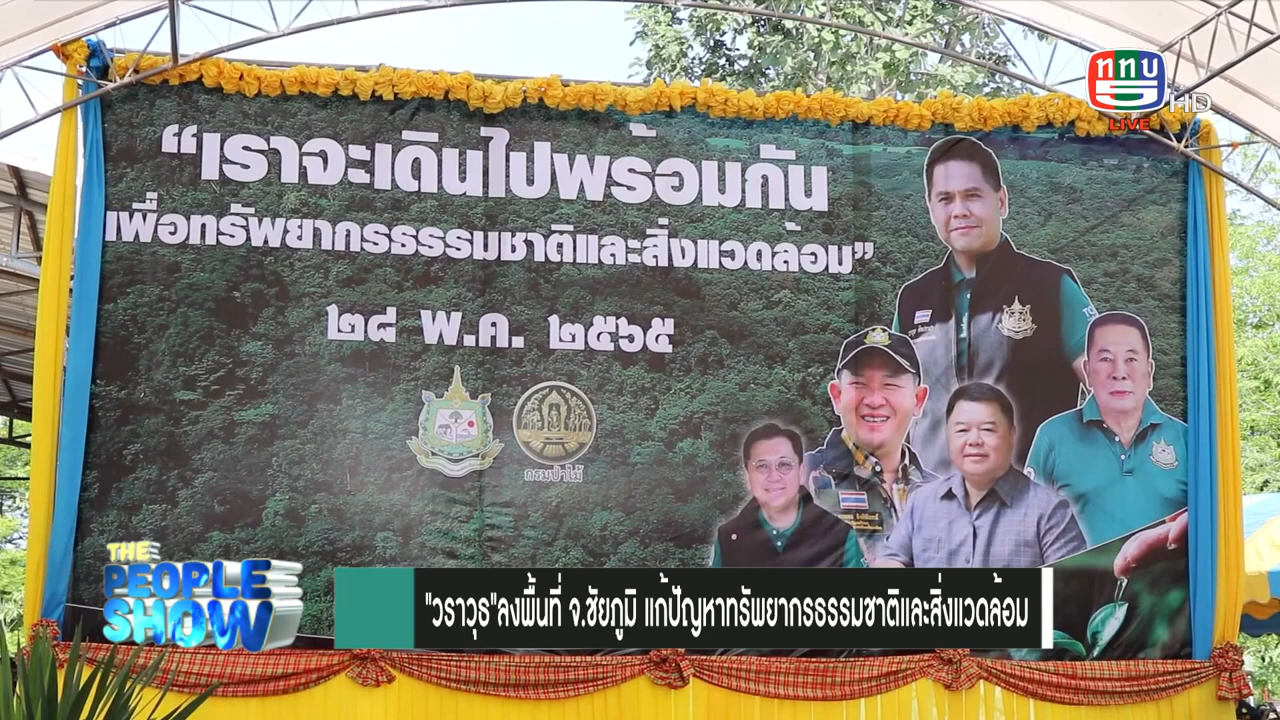 ททบ
HD
LIVE
“เราจะเดินไปพร้อมกัน
เพื่อทรัพยากรธรรมชาติและสิ่งแวดล้อม”
๒๘ พ.ค. ๒๕๖๕
กรมป่าไม้
THE
PEOPLE
SHOW
"วราวุธ"ลงพื้นที่ จ.ชัยภูมิ แก้ปัญหาทรัพยากรธรรมชาติและสิ่งแวดล้อม